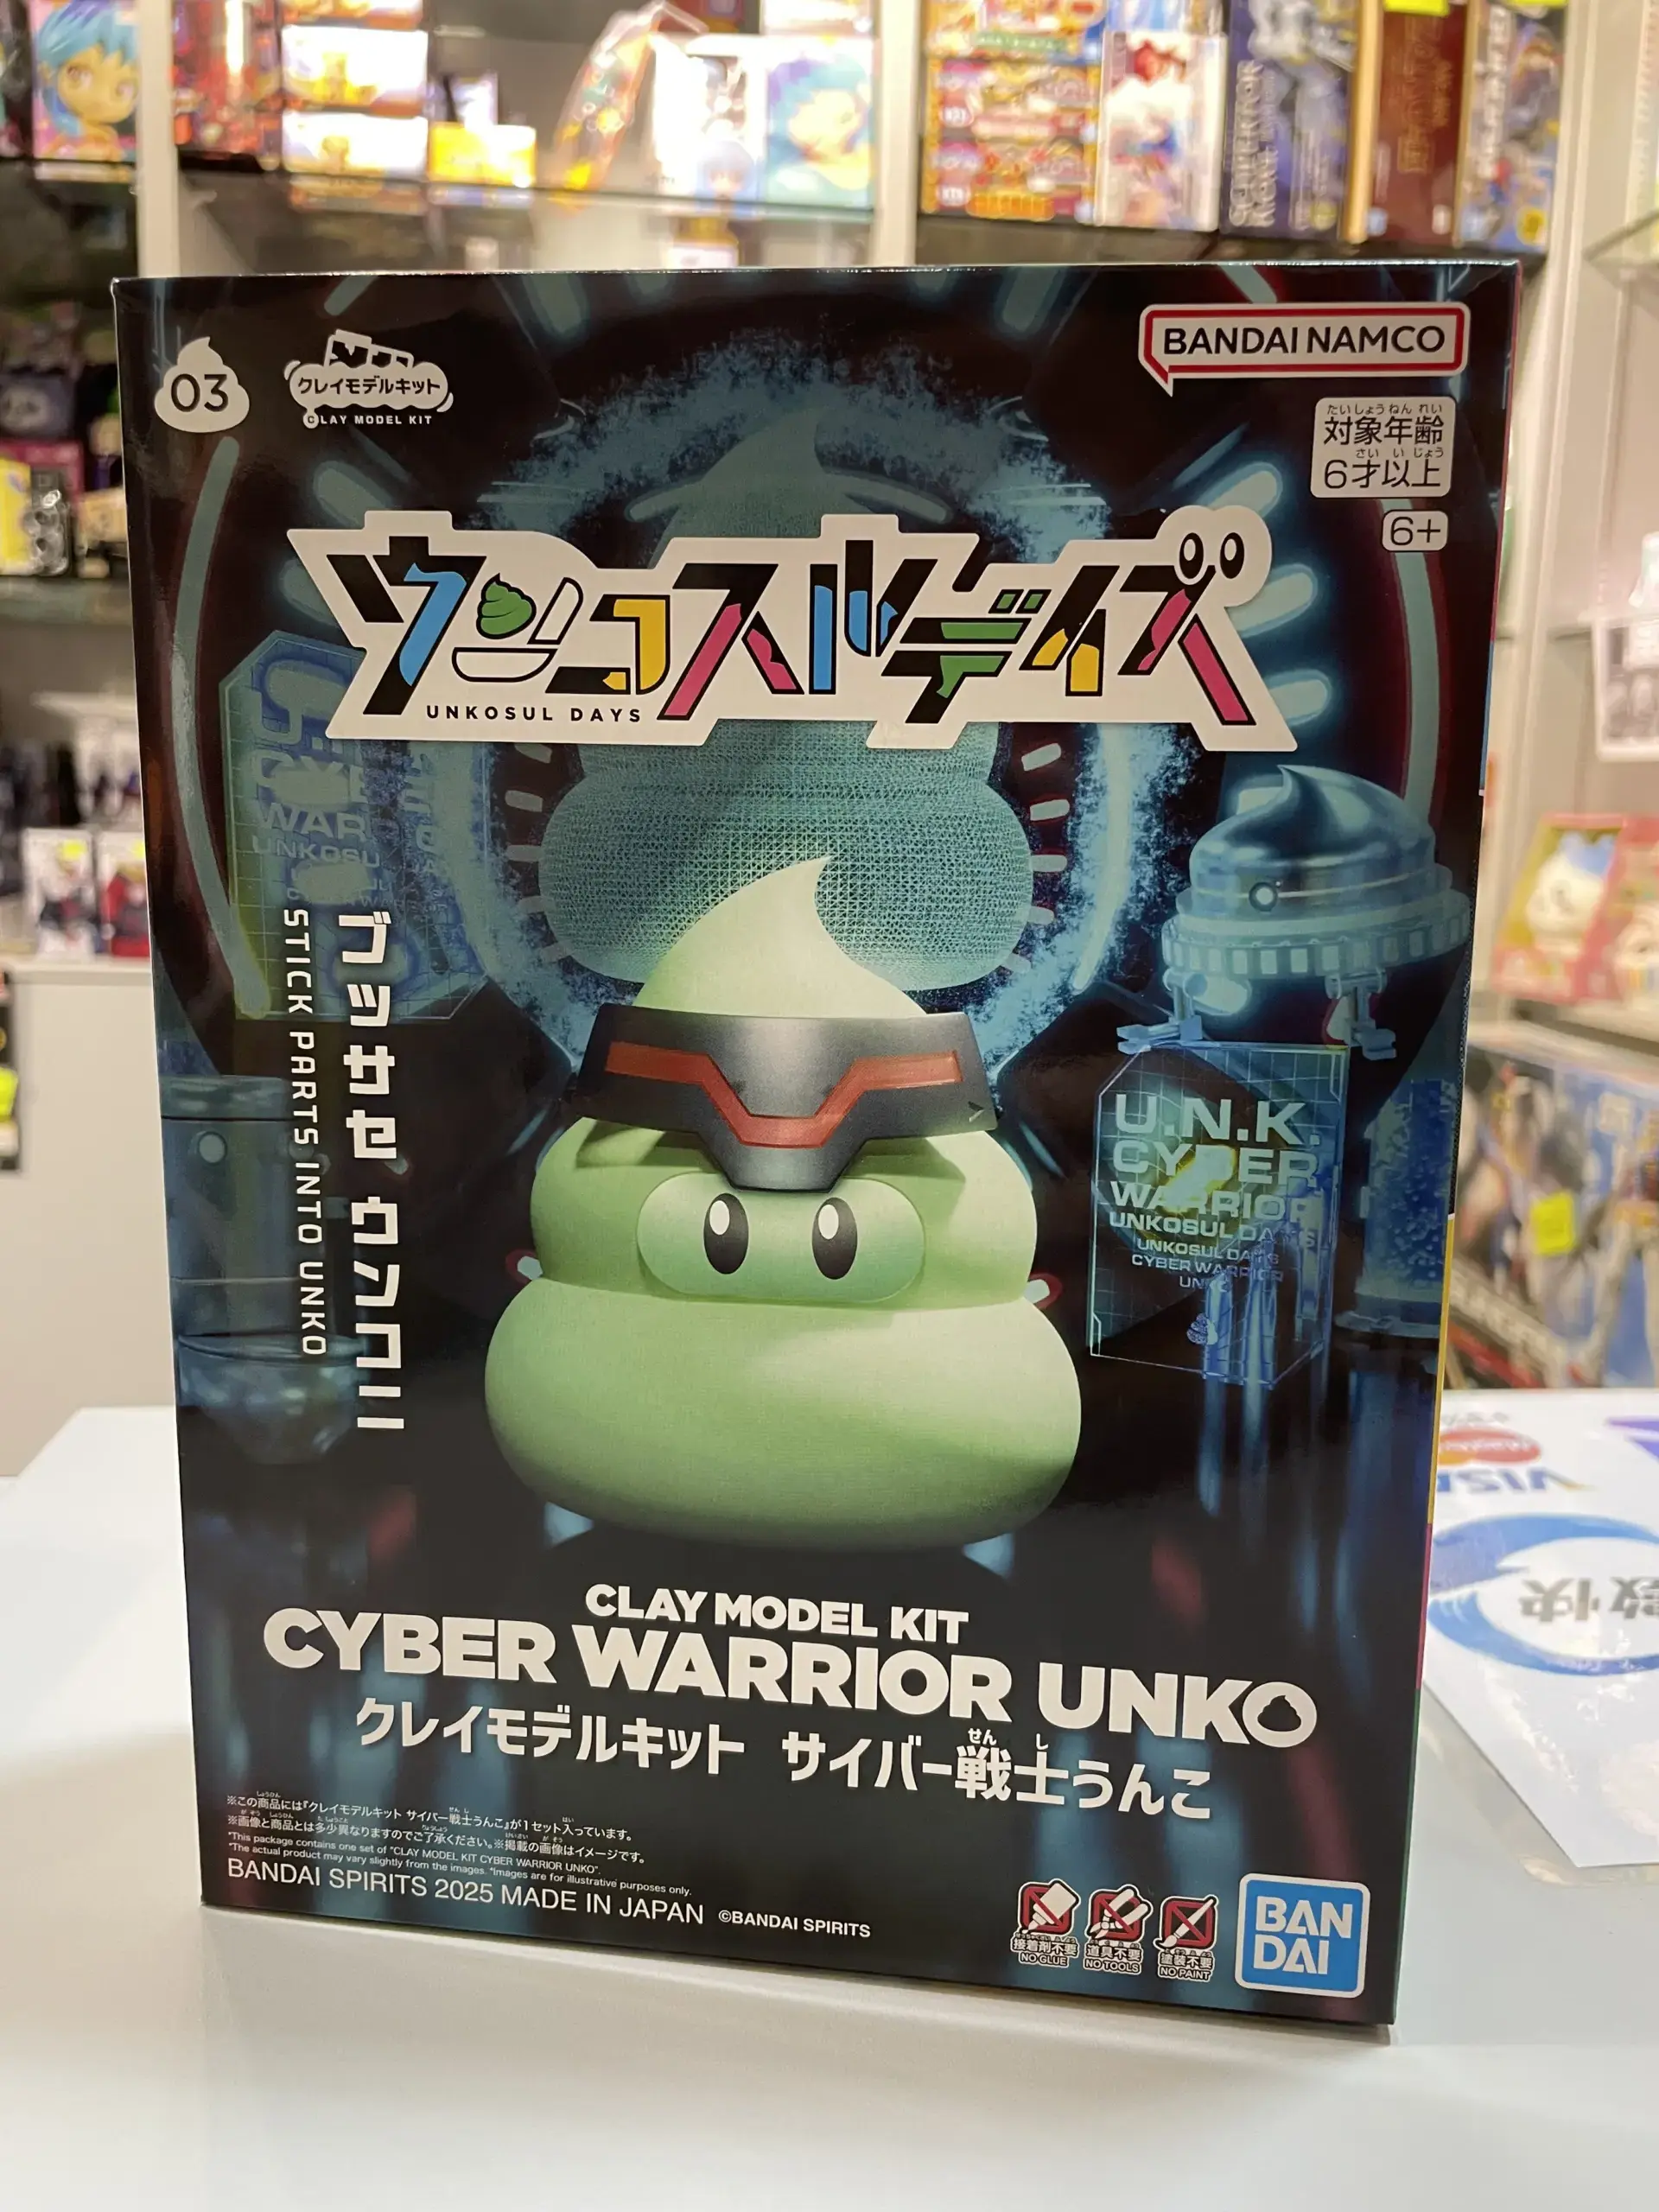 BANDAI NAMCO
03
クレイモデルキット
CLAY MODEL KIT
たいしょうねんれい
対象年齢
さいいじょう
6才以上
6+
ウンコスルデイズ
UNKOSUL DAYS
ブッサセ ウンコニ
STICK PARTS INTO UNKO
U.N.K.
CYBER
WARRIOR
UNKOSUL DAYS
UNKOSUL DAYS
CYBER WARRIOR
CLAY MODEL KIT
CYBER WARRIOR UNKO
せん し
クレイモデルキット サイバー戦士うんこ
※この商品には『クレイモデルキット サイバー戦士うんこ』が1セット入っています。
※画像と商品とは多少異なりますのでご了承ください。※掲載の画像はイメージです。
*This package contains one set of "CLAY MODEL KIT CYBER WARRIOR UNKO".
*The actual product may vary slightly from the images. *Images are for illustrative purposes only.
BANDAI SPIRITS 2025 MADE IN JAPAN ©BANDAI SPIRITS
接着剤不要
NO GLUE
道具不要
NO TOOLS
塗装不要
NO PAINT
BAN
DAI
VISA